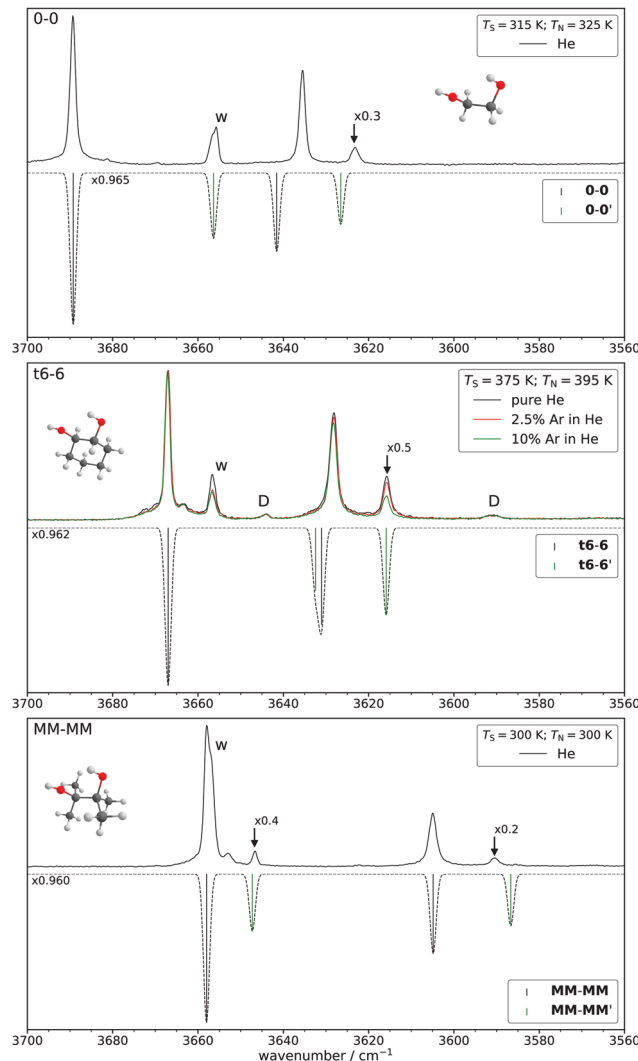 0-0
T_S = 315 K; T_N = 325 K
He
w
x0.3
x0.965
0-0
0-0'
3700 3680 3660 3640 3620 3600 3580 3560
t6-6
T_S = 375 K; T_N = 395 K
pure He
2.5% Ar in He
10% Ar in He
w
D
x0.5
D
x0.962
t6-6
t6-6'
3700 3680 3660 3640 3620 3600 3580 3560
MM-MM
T_S = 300 K; T_N = 300 K
He
w
x0.4
x0.2
x0.960
MM-MM
MM-MM'
3700 3680 3660 3640 3620 3600 3580 3560
wavenumber / cm⁻¹